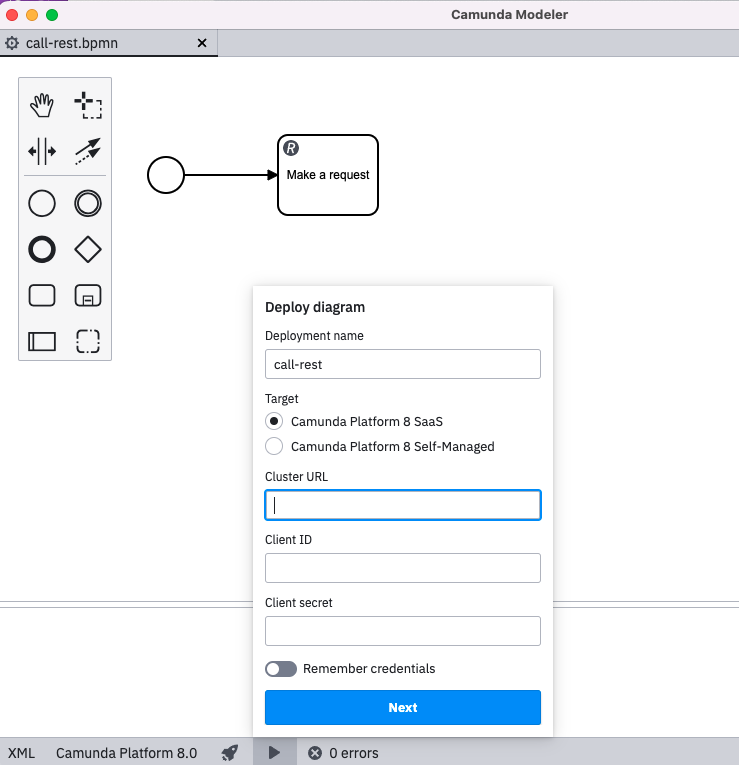 Camunda Modeler
call-rest.bpmn
R
Make a request
Deploy diagram
Deployment name
call-rest
Target
Camunda Platform 8 SaaS
Camunda Platform 8 Self-Managed
Cluster URL
Client ID
Client secret
Remember credentials
Next
XML Camunda Platform 8.0 0 errors